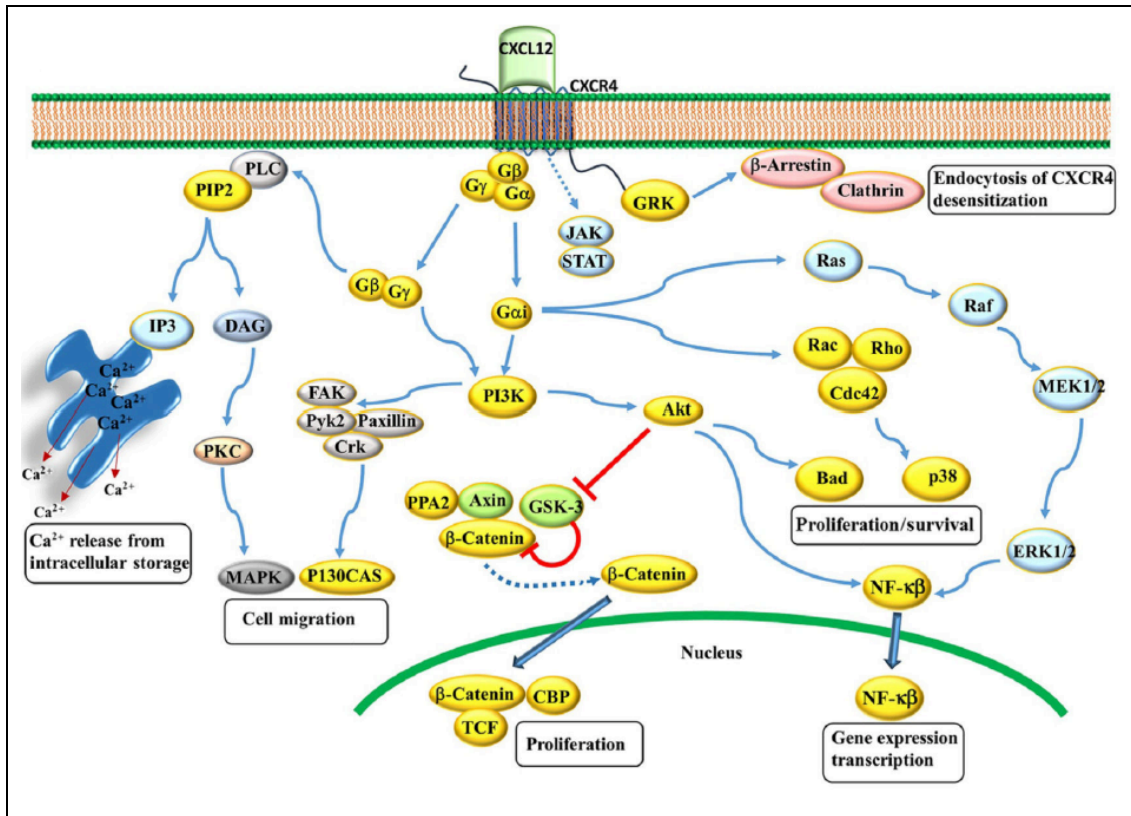 CXCL12
CXCR4
PLC
PIP2
Gβ
Gγ
Gα
β-Arrestin
Clathrin
GRK
Endocytosis of CXCR4
desensitization
JAK
STAT
Ras
Gβ
Gγ
Raf
IP3
DAG
Gαi
Rac
Rho
Cdc42
Ca²⁺
Ca²⁺
Ca²⁺
Ca²⁺
FAK
PI3K
MEK1/2
Pyk2
Paxillin
Akt
Crk
PKC
Bad
p38
Ca²⁺
Ca²⁺
Ca²⁺
PPA2
Axin
GSK-3
β-Catenin
Proliferation/survival
Ca²⁺ release from
intracellular storage
ERK1/2
MAPK
P130CAS
β-Catenin
NF-κβ
Cell migration
Nucleus
β-Catenin
CBP
TCF
NF-κβ
Proliferation
Gene expression
transcription